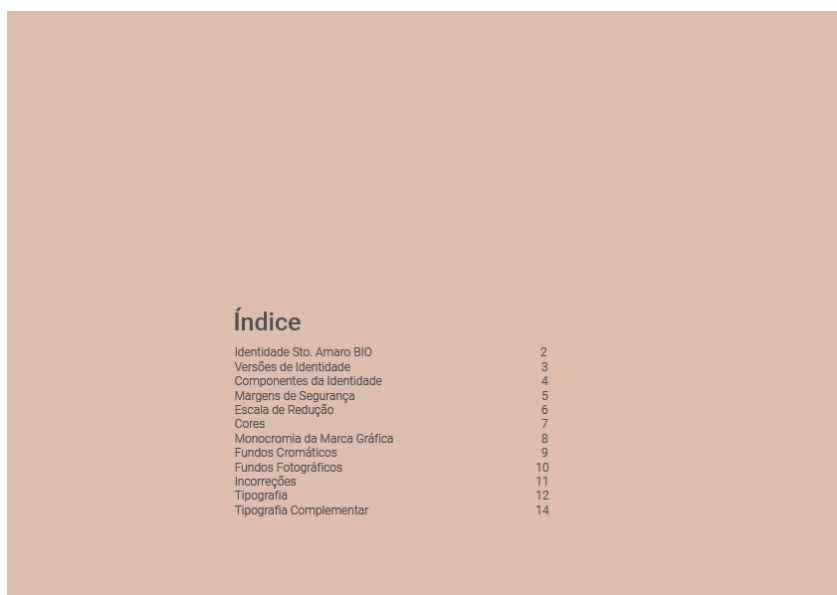 Índice
Identidade Sto. Amaro BIO 2
Versões de Identidade 3
Componentes da Identidade 4
Margens de Segurança 5
Escala de Redução 6
Cores 7
Monocromia da Marca Gráfica 8
Fundos Cromáticos 9
Fundos Fotográficos 10
Incorreções 11
Tipografia 12
Tipografia Complementar 14